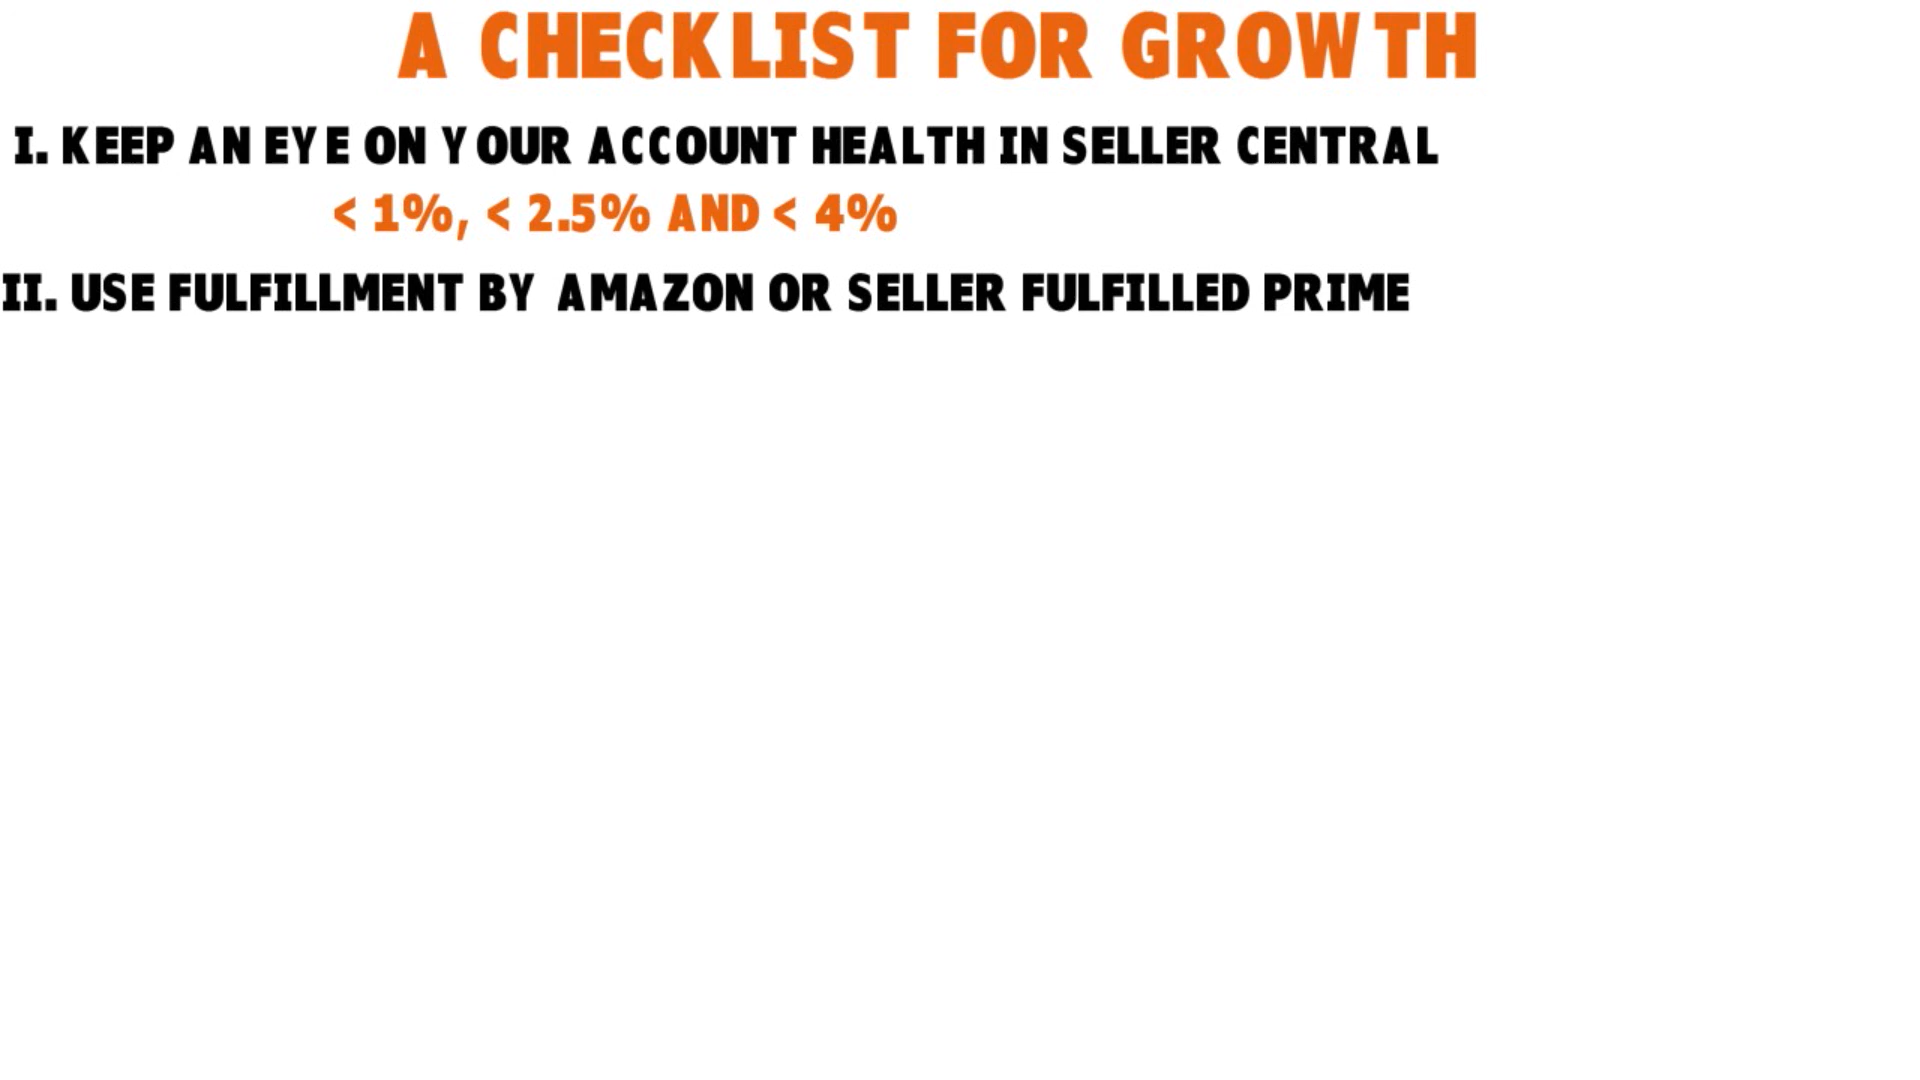 A CHECKLIST FOR GROWTH
I. KEEP AN EYE ON YOUR ACCOUNT HEALTH IN SELLER CENTRAL
< 1%, < 2.5% AND < 4%
II. USE FULFILLMENT BY AMAZON OR SELLER FULFILLED PRIME